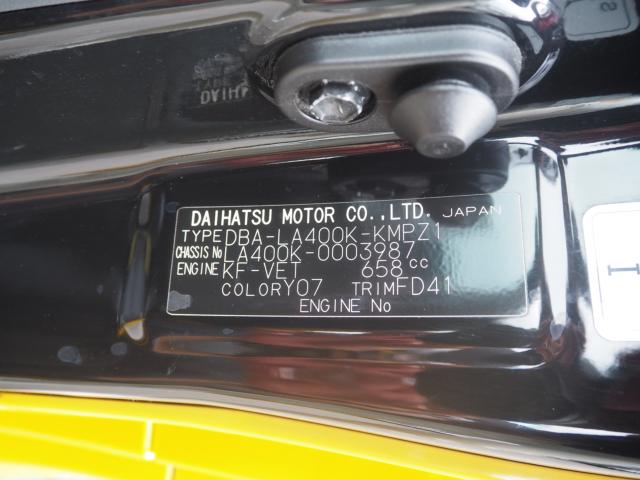 DAIH
DAIHATSU MOTOR CO.,LTD. JAPAN
TYPE DBA-LA400K-KMPZ1
CHASSIS No LA400K-0003987
ENGINE KF-VET 658 cc
COLOR Y07 TRIM FD41
ENGINE No